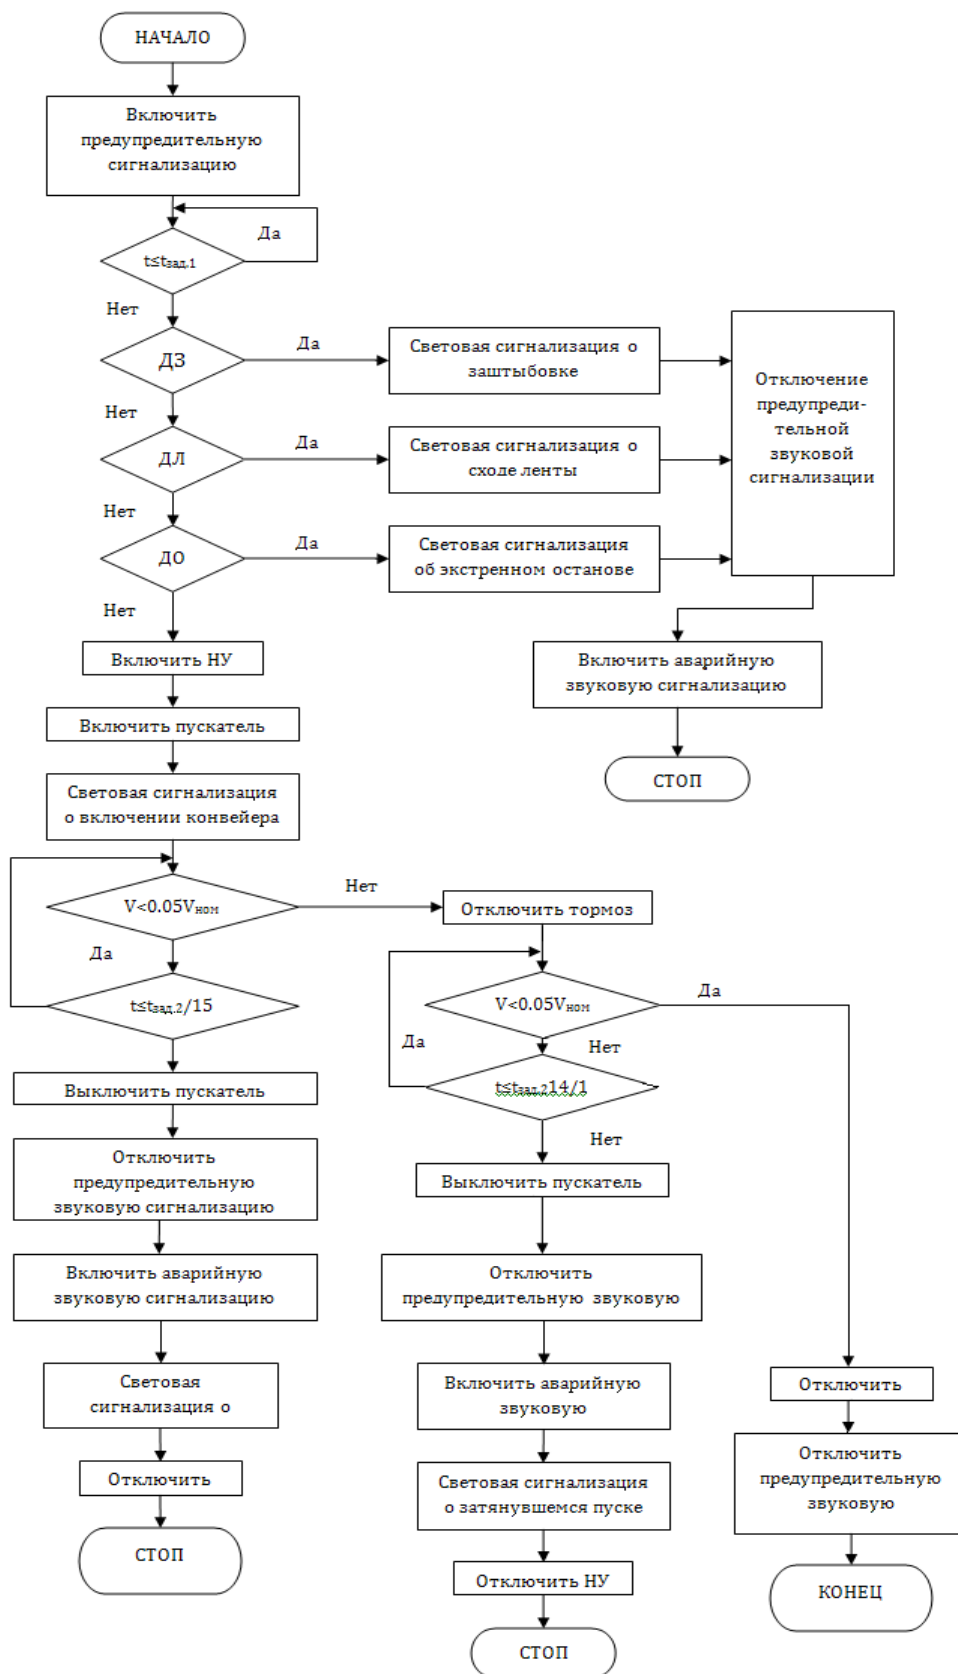 НАЧАЛО
Включить
предупредительную
сигнализацию
Да
t≤tзад.1
Нет
ДЗ
Да
Световая сигнализация о
заштыбовке
Отключение
предупреди-
тельной
звуковой
сигнализации
Нет
ДЛ
Да
Световая сигнализация о
сходе ленты
Нет
ДО
Да
Световая сигнализация
об экстренном останове
Нет
Включить аварийную
звуковую сигнализацию
СТОП
Включить НУ
Включить пускатель
Световая сигнализация
о включении конвейера
V<0.05Vном
Нет
Да
t≤tзад.2/15
Выключить пускатель
Отключить
предупредительную
звуковую сигнализацию
Включить аварийную
звуковую сигнализацию
Световая
сигнализация о
Отключить
СТОП
Отключить тормоз
V<0.05Vном
Да
Да
Нет
t≤tзад.214/1
Нет
Выключить пускатель
Отключить
предупредительную звуковую
Включить аварийную
звуковую
Световая сигнализация
о затянувшемся пуске
Отключить НУ
СТОП
Отключить
Отключить
предупредительную
звуковую
КОНЕЦ